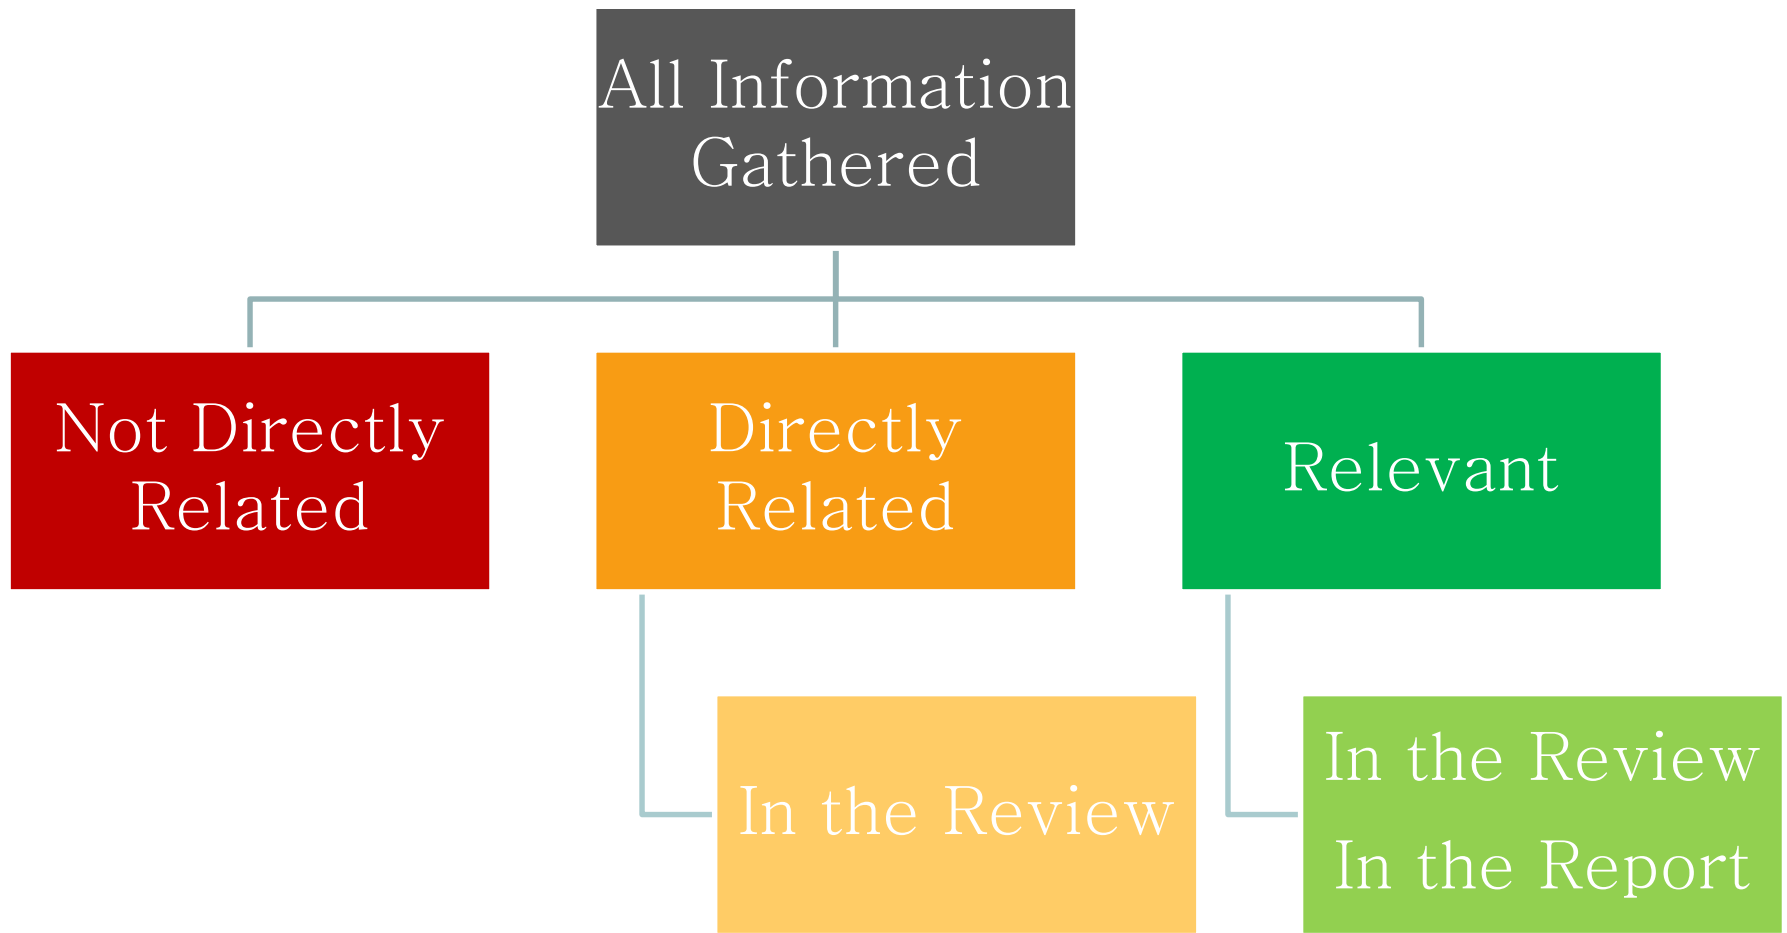 All Information
Gathered
Not Directly
Related
Directly
Related
Relevant
In the Review
In the Review
In the Report